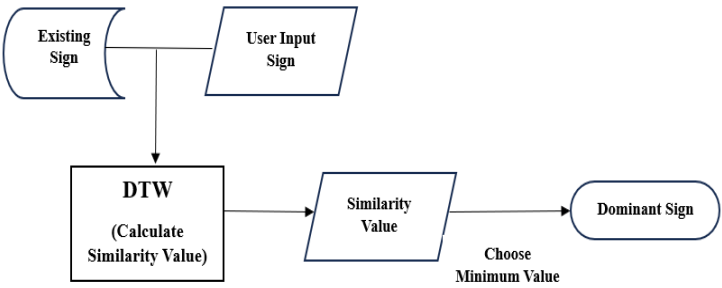 Existing
Sign
User Input
Sign
DTW
(Calculate
Similarity Value)
Similarity
Value
Choose
Minimum Value
Dominant Sign